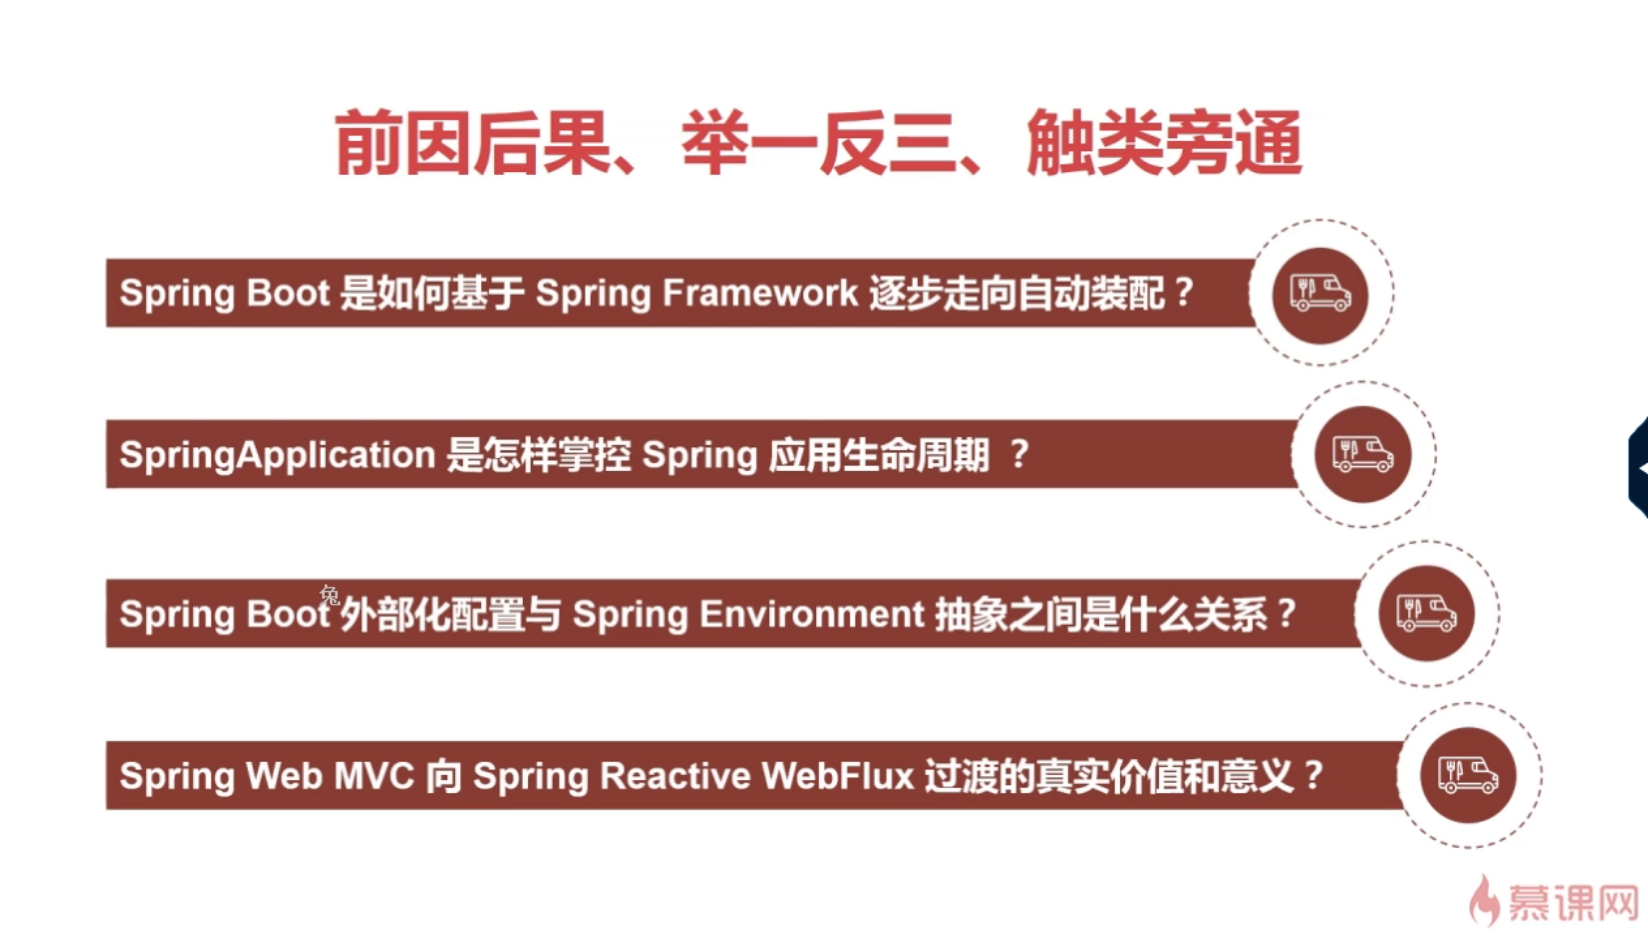 前因后果、举一反三、触类旁通
Spring Boot 是如何基于 Spring Framework 逐步走向自动装配？
SpringApplication 是怎样掌控 Spring 应用生命周期 ？
兔
Spring Boot 外部化配置与 Spring Environment 抽象之间是什么关系？
Spring Web MVC 向 Spring Reactive WebFlux 过渡的真实价值和意义？
慕课网